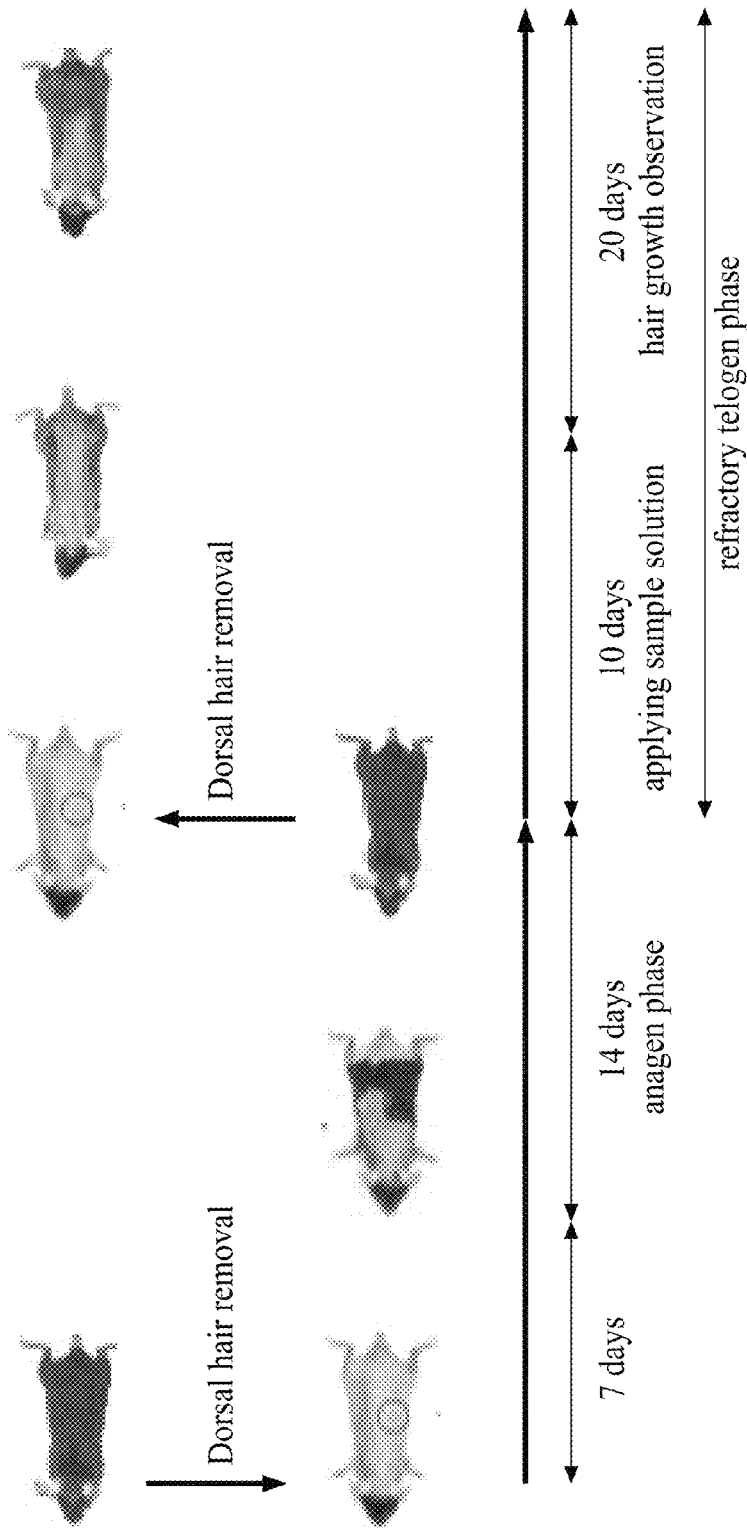 Dorsal hair removal
Dorsal hair removal
7 days
14 days
anagen phase
10 days
applying sample solution
20 days
hair growth observation
refractory telogen phase